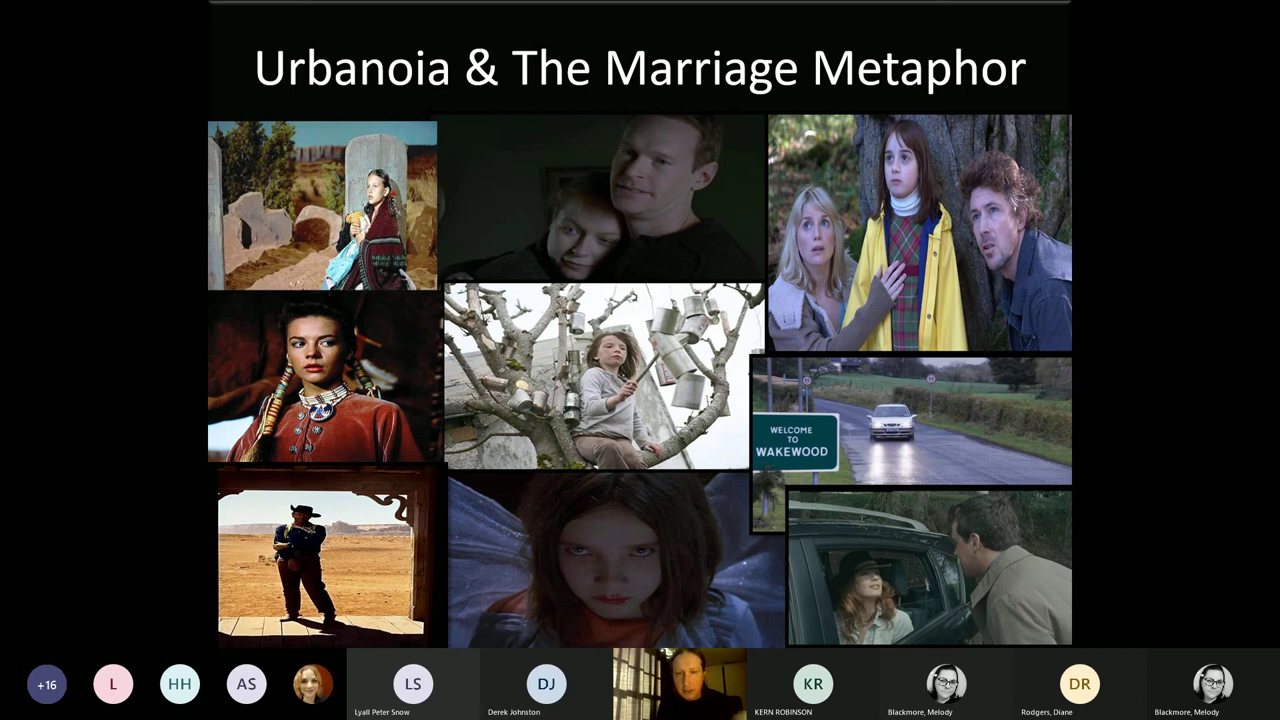 Urbanoia & The Marriage Metaphor
WELCOME
TO
WAKEWOOD
+16
L
HH
AS
LS
DJ
KR
DR
Lyall Peter Snow
Derek Johnston
KERN ROBINSON
Blackmore, Melody
Rodgers, Diane
Blackmore, Melody